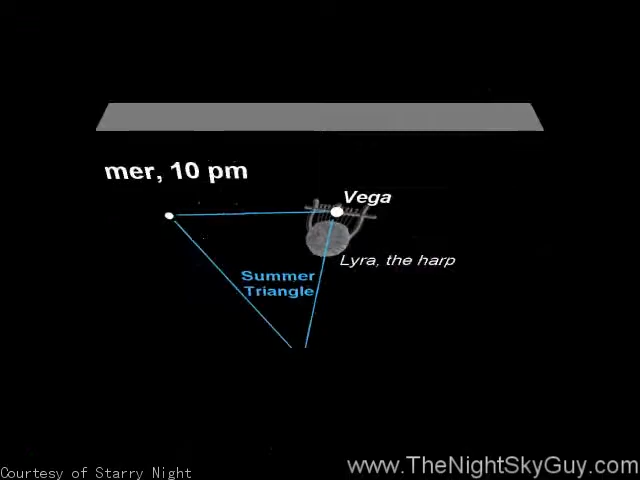 mer, 10 pm
Vega
Lyra, the harp
Summer
Triangle
Courtesy of Starry Night
www.TheNightSkyGuy.com